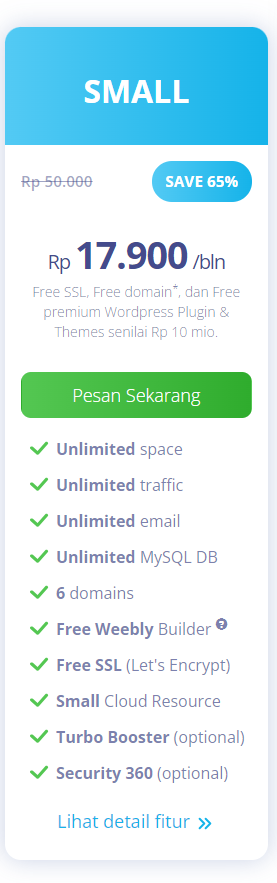 SMALL
Rp 50.000
SAVE 65%
Rp 17.900 /bln
Free SSL, Free domain*, dan Free
premium Wordpress Plugin &
Themes senilai Rp 10 mio.
Pesan Sekarang
Unlimited space
Unlimited traffic
Unlimited email
Unlimited MySQL DB
6 domains
Free Weebly Builder ?
Free SSL (Let's Encrypt)
Small Cloud Resource
Turbo Booster (optional)
Security 360 (optional)
Lihat detail fitur »